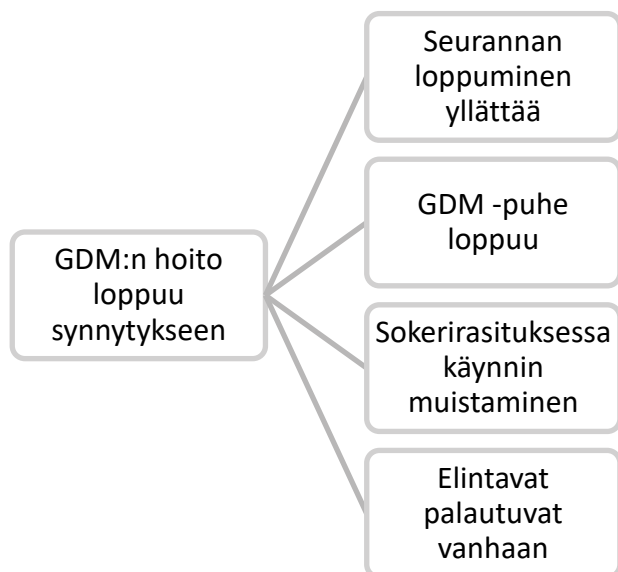 Seurannan
loppuminen
yllättää
GDM -puhe
loppuu
GDM:n hoito
loppuu
synnytykseen
Sokerirasituksessa
käynnin
muistaminen
Elintavat
palautuvat
vanhaan